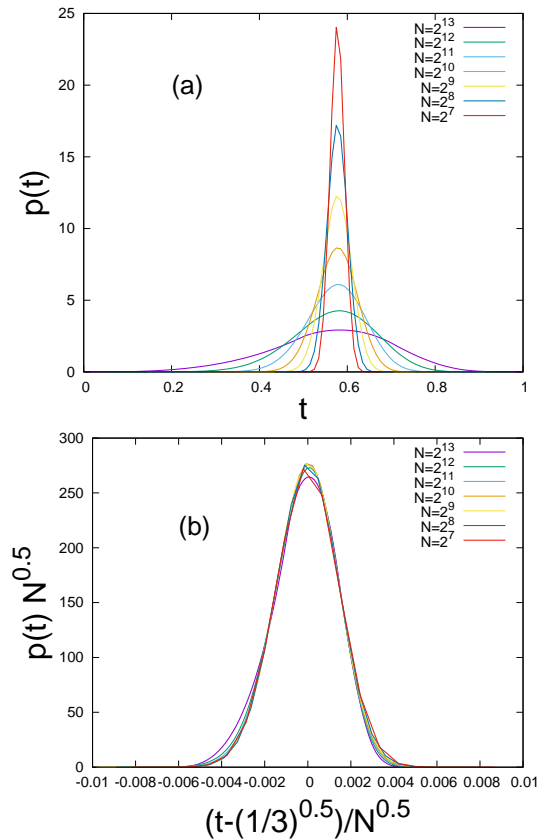 25
20
15
10
5
0
0
0.2
0.4
0.6
0.8
1
p(t)
t
(a)
N=2^13
N=2^12
N=2^11
N=2^10
N=2^9
N=2^8
N=2^7
300
250
200
150
100
50
0
-0.01
-0.008
-0.006
-0.004
-0.002
0
0.002
0.004
0.006
0.008
0.01
p(t) N^0.5
(t-(1/3)^0.5)/N^0.5
(b)
N=2^13
N=2^12
N=2^11
N=2^10
N=2^9
N=2^8
N=2^7